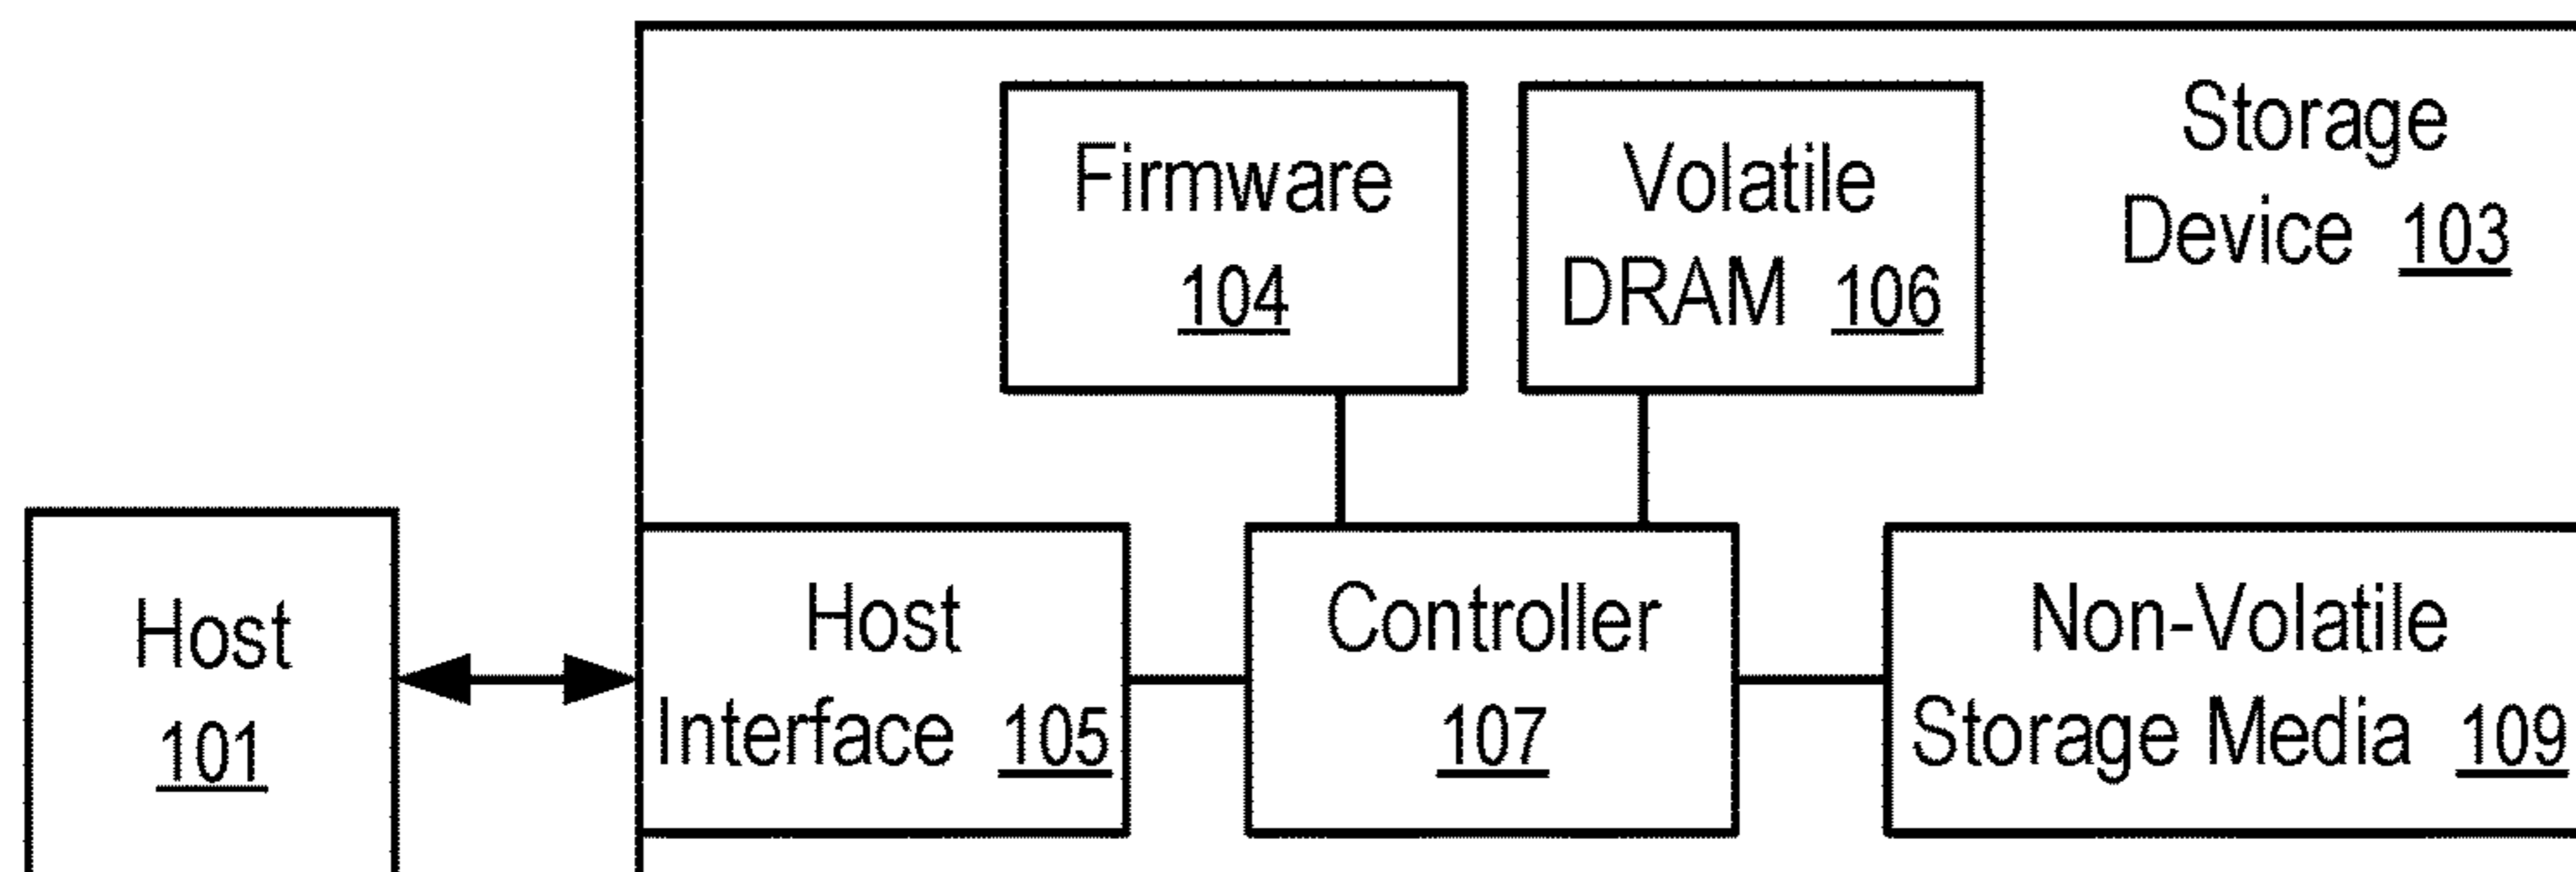 Storage
Device 103
Firmware
104
Volatile
DRAM 106
Host
101
Host
Interface 105
Controller
107
Non-Volatile
Storage Media 109